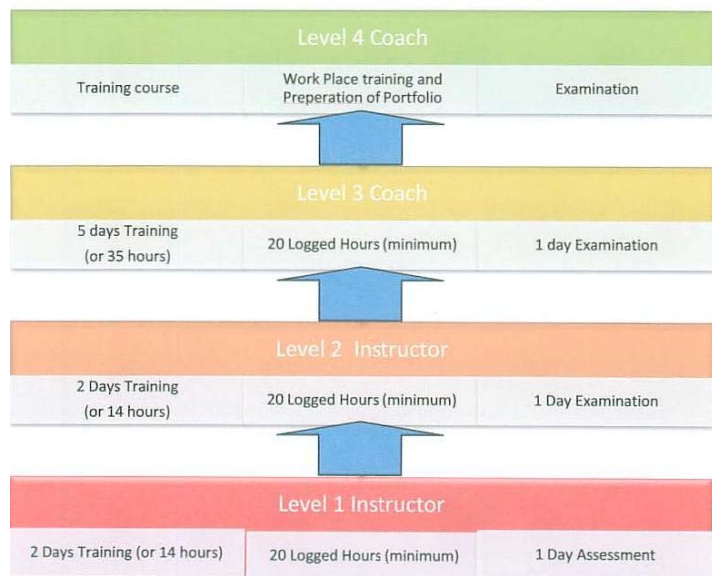 Level 4 Coach
Training course
Work Place training and
Preperation of Portfolio
Examination
Level 3 Coach
5 days Training
(or 35 hours)
20 Logged Hours (minimum)
1 day Examination
Level 2 Instructor
2 Days Training
(or 14 hours)
20 Logged Hours (minimum)
1 Day Examination
Level 1 Instructor
2 Days Training (or 14 hours)
20 Logged Hours (minimum)
1 Day Assessment